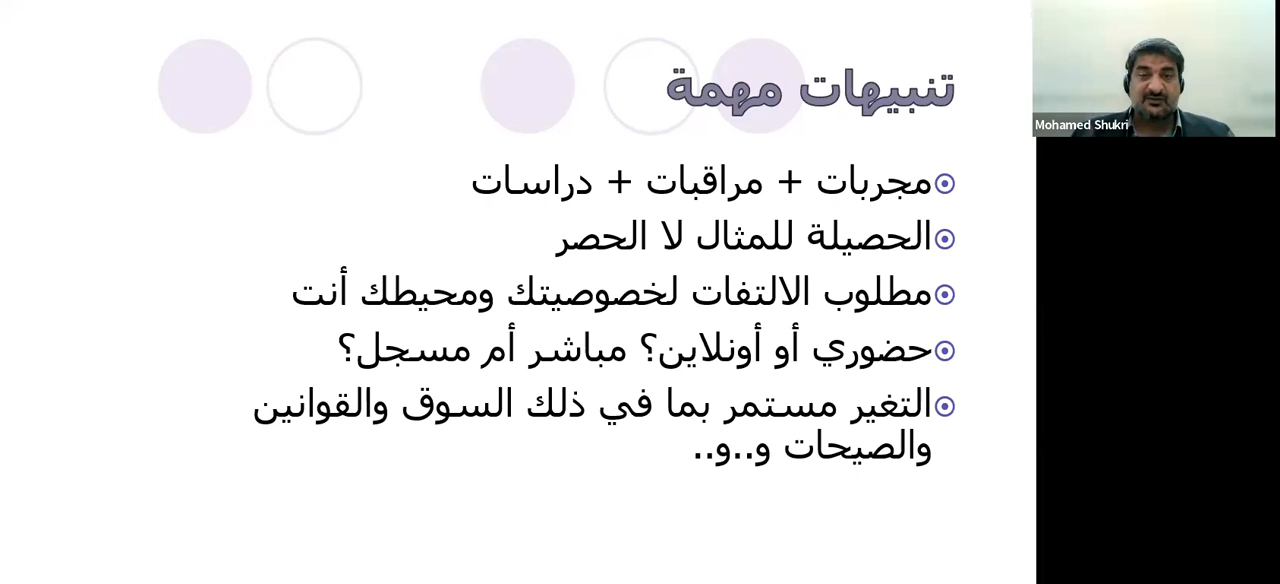 تنبيهات مهمة
مجربات + مراقبات + دراسات
الحصيلة للمثال لا الحصر
مطلوب الالتفات لخصوصيتك ومحيطك أنت
حضوري أو أونلاين؟ مباشر أم مسجل؟
التغير مستمر بما في ذلك السوق والقوانين
والصيحات و..و..
Mohamed Shukri